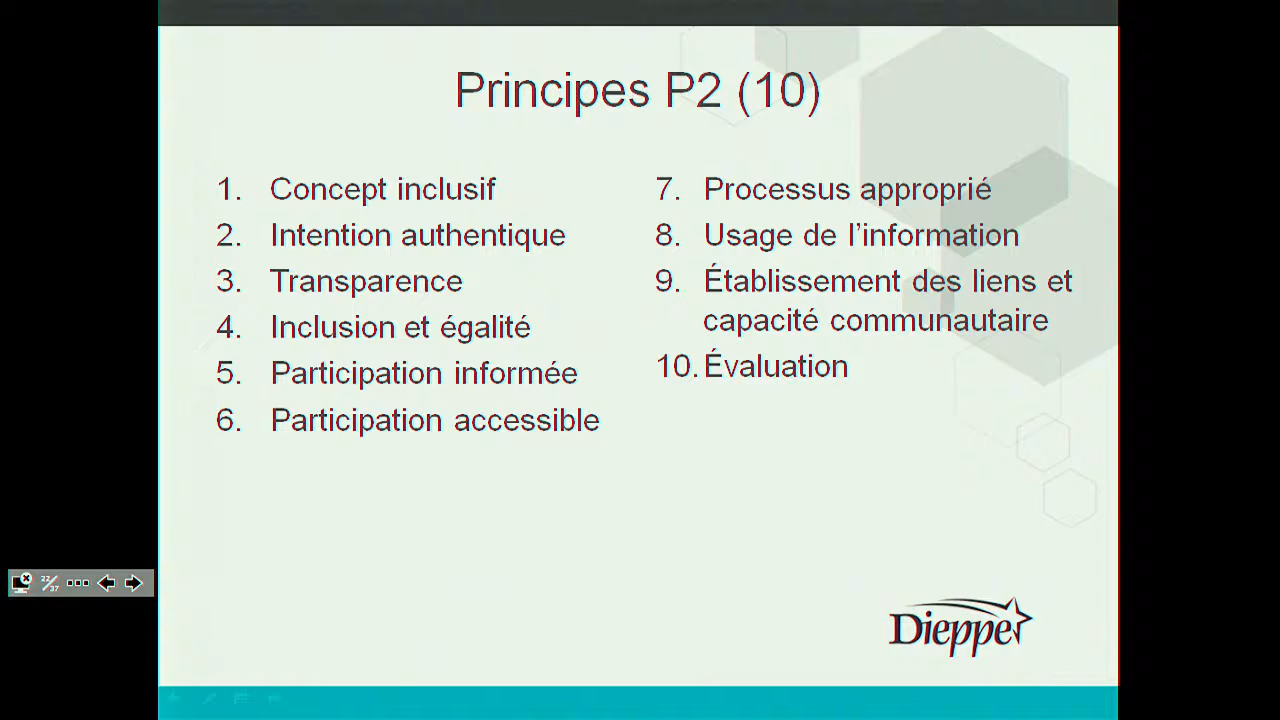 Principes P2 (10)
1. Concept inclusif
2. Intention authentique
3. Transparence
4. Inclusion et égalité
5. Participation informée
6. Participation accessible
7. Processus approprié
8. Usage de l’information
9. Établissement des liens et
capacité communautaire
10. Évaluation
22/37
Dieppe